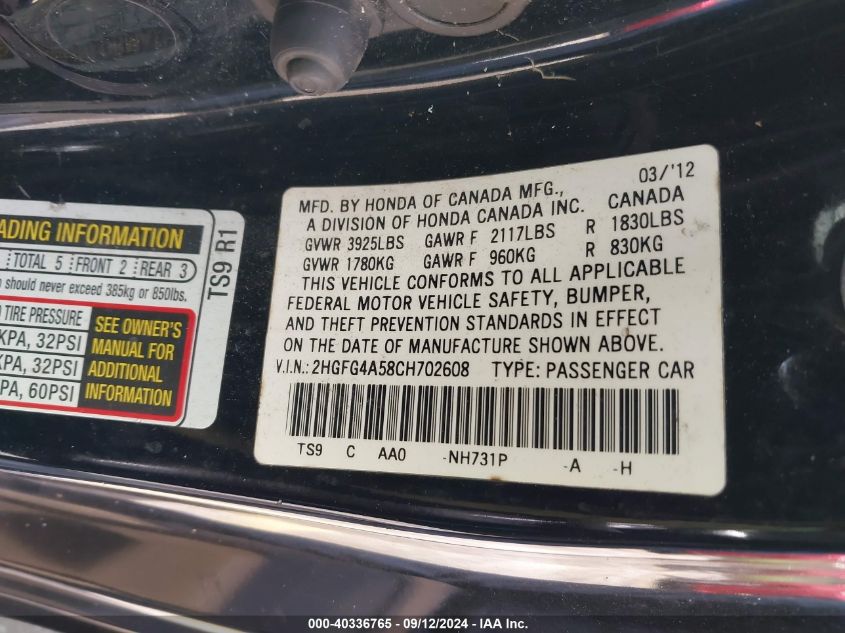 ADING INFORMATION
TOTAL 5 FRONT 2 REAR 3
should never exceed 385kg or 850lbs.
TIRE PRESSURE
KPA, 32PSI
KPA, 32PSI
PA, 60PSI
SEE OWNER'S
MANUAL FOR
ADDITIONAL
INFORMATION
TS9 R1
03/'12
MFD. BY HONDA OF CANADA MFG.,
A DIVISION OF HONDA CANADA INC. CANADA
GVWR 3925LBS GAWR F 2117LBS R 1830LBS
GVWR 1780KG GAWR F 960KG R 830KG
THIS VEHICLE CONFORMS TO ALL APPLICABLE
FEDERAL MOTOR VEHICLE SAFETY, BUMPER,
AND THEFT PREVENTION STANDARDS IN EFFECT
ON THE DATE OF MANUFACTURE SHOWN ABOVE.
V.I.N.: 2HGFG4A58CH702608 TYPE: PASSENGER CAR
TS9 C AA0 -NH731P -A -H
000-40336765 - 09/12/2024 - IAA Inc.